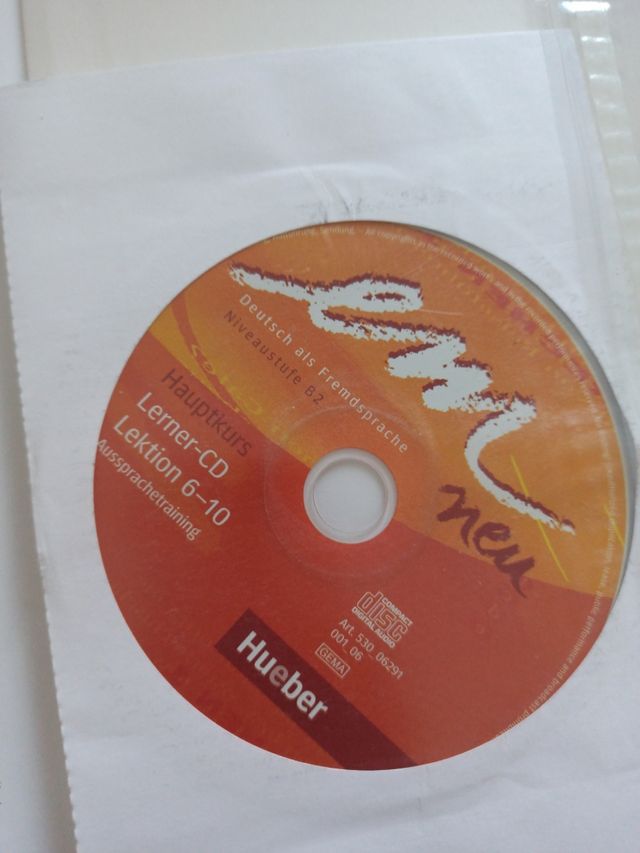 em
neu
Deutsch als Fremdsprache
Niveaustufe B2
Hauptkurs
Lerner-CD
Lektion 6–10
Aussprachetraining
COMPACT
disc
DIGITAL AUDIO
Art. 530_06291
001_06
GEMA
Hueber